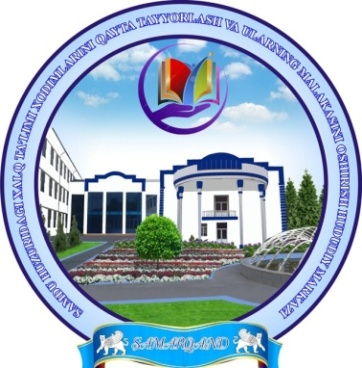 SAMDU HUZURIDAGI XALQ TA'LIMI XODIMLARINI QAYTA TAYYORLASH VA ULARNING MALAKASINI OSHIRISH HUDUDIY MARKAZI
SAMARQAND